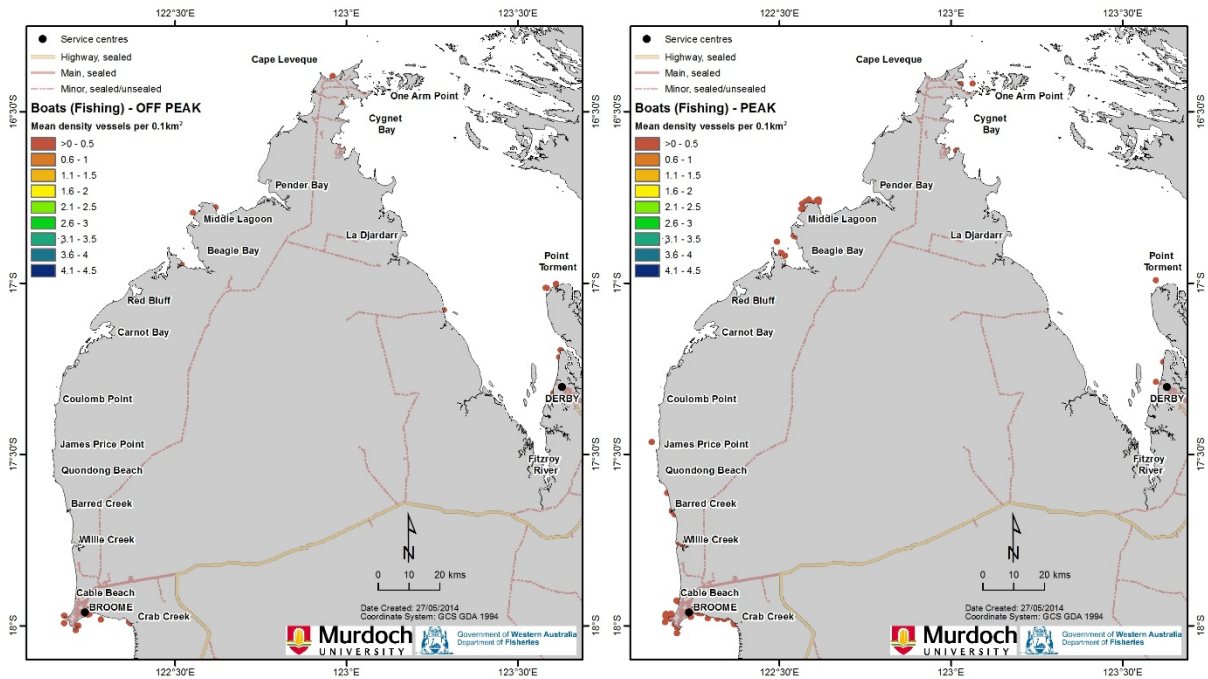 122°30'E
123°E
123°30'E
Service centres
Highway, sealed
Main, sealed
Minor, sealed/unsealed
Boats (Fishing) - OFF PEAK
Mean density vessels per 0.1km²
>0 - 0.5
0.6 - 1
1.1 - 1.5
1.6 - 2
2.1 - 2.5
2.6 - 3
3.1 - 3.5
3.6 - 4
4.1 - 4.5
Cape Leveque
One Arm Point
Cygnet
Bay
Pender Bay
Middle Lagoon
La Djardarr
Beagle Bay
Point
Torment
Red Bluff
Carnot Bay
DERBY
Coulomb Point
James Price Point
Quondong Beach
Fitzroy
River
Barred Creek
Willie Creek
Cable Beach
BROOME
Crab Creek
N
0 10 20 kms
Date Created: 27/05/2014
Coordinate System: GCS GDA 1994
Murdoch
UNIVERSITY
Government of Western Australia
Department of Fisheries
16°30'S
17°S
17°30'S
18°S
122°30'E
123°E
123°30'E
122°30'E
123°E
123°30'E
Service centres
Highway, sealed
Main, sealed
Minor, sealed/unsealed
Boats (Fishing) - PEAK
Mean density vessels per 0.1km²
>0 - 0.5
0.6 - 1
1.1 - 1.5
1.6 - 2
2.1 - 2.5
2.6 - 3
3.1 - 3.5
3.6 - 4
4.1 - 4.5
Cape Leveque
One Arm Point
Cygnet
Bay
Pender Bay
Middle Lagoon
La Djardarr
Beagle Bay
Point
Torment
Red Bluff
Carnot Bay
DERBY
Coulomb Point
James Price Point
Quondong Beach
Fitzroy
River
Barred Creek
Willie Creek
Cable Beach
BROOME
Crab Creek
N
0 10 20 kms
Date Created: 27/05/2014
Coordinate System: GCS GDA 1994
Murdoch
UNIVERSITY
Government of Western Australia
Department of Fisheries
16°30'S
17°S
17°30'S
18°S
122°30'E
123°E
123°30'E